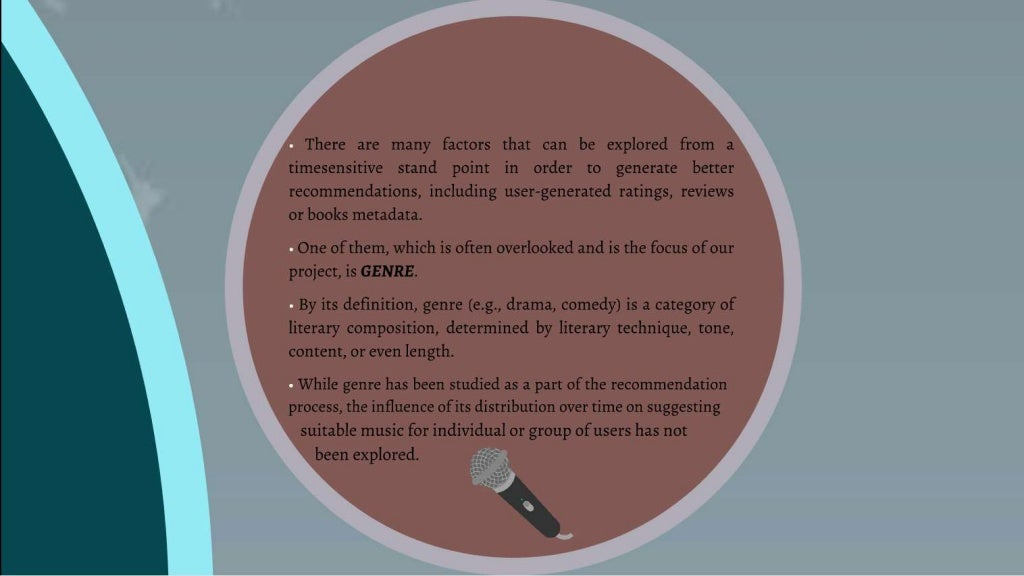 • There are many factors that can be explored from a
timesensitive stand point in order to generate better
recommendations, including user-generated ratings, reviews
or books metadata.
• One of them, which is often overlooked and is the focus of our
project, is GENRE.
• By its definition, genre (e.g., drama, comedy) is a category of
literary composition, determined by literary technique, tone,
content, or even length.
• While genre has been studied as a part of the recommendation
process, the influence of its distribution over time on suggesting
suitable music for individual or group of users has not
been explored.